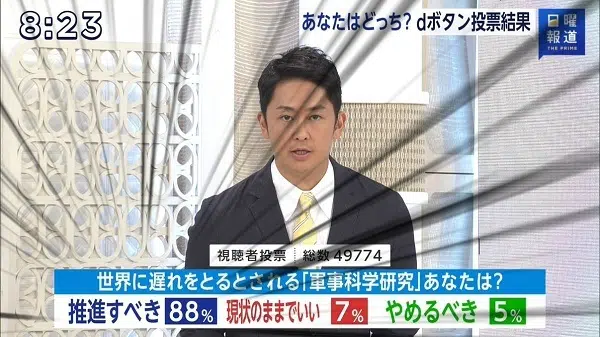 8:23
あなたはどっち? dボタン投票結果
日曜報道
THE PRIME
視聴者投票 総数 49774
世界に遅れをとるとされる「軍事科学研究」あなたは?
推進すべき 88% 現状のままでいい 7% やめるべき 5%